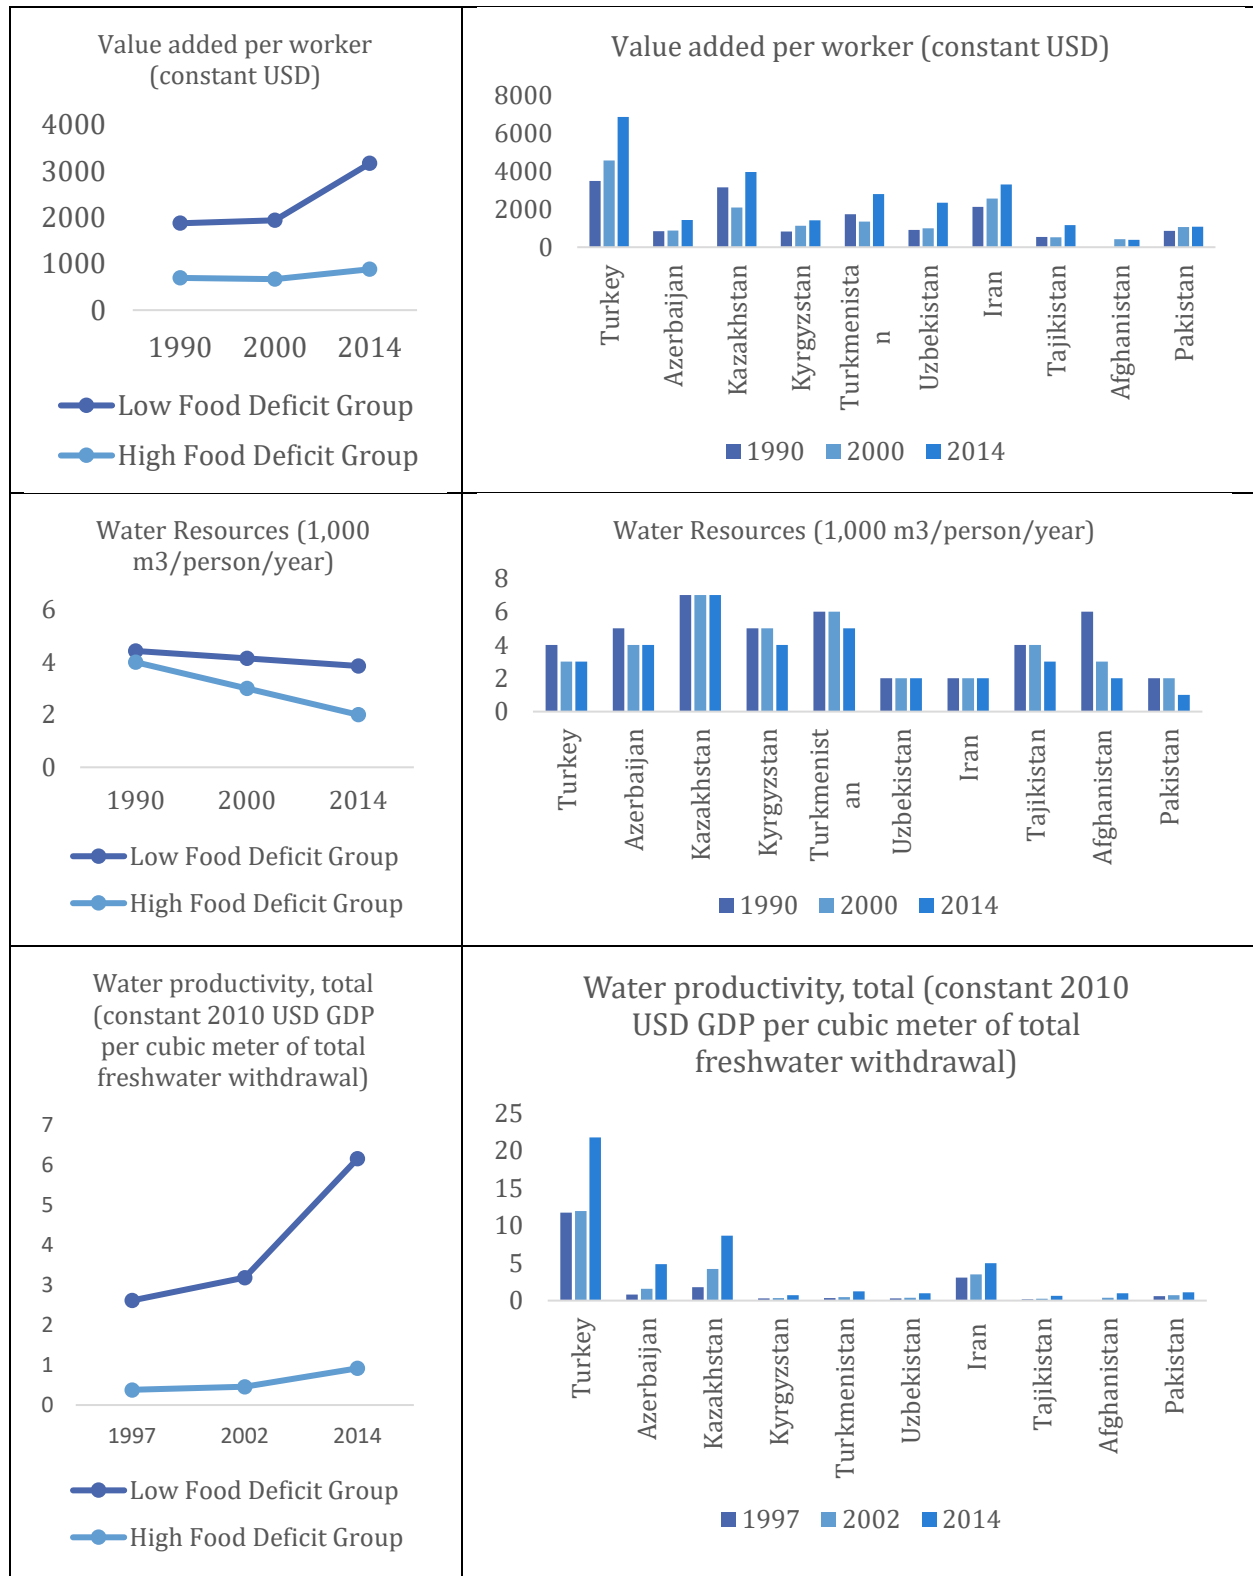 Value added per worker
(constant USD)
4000
3000
2000
1000
0
1990 2000 2014
Low Food Deficit Group
High Food Deficit Group
Value added per worker (constant USD)
8000
6000
4000
2000
0
Turkey
Azerbaijan
Kazakhstan
Kyrgyzstan
Turkmenista
n
Uzbekistan
Iran
Tajikistan
Afghanistan
Pakistan
1990 2000 2014
Water Resources (1,000
m3/person/year)
6
4
2
0
1990 2000 2014
Low Food Deficit Group
High Food Deficit Group
Water Resources (1,000 m3/person/year)
8
6
4
2
0
Turkey
Azerbaijan
Kazakhstan
Kyrgyzstan
Turkmenist
an
Uzbekistan
Iran
Tajikistan
Afghanistan
Pakistan
1990 2000 2014
Water productivity, total
(constant 2010 USD GDP
per cubic meter of total
freshwater withdrawal)
7
6
5
4
3
2
1
0
1997 2002 2014
Low Food Deficit Group
High Food Deficit Group
Water productivity, total (constant 2010
USD GDP per cubic meter of total
freshwater withdrawal)
25
20
15
10
5
0
Turkey
Azerbaijan
Kazakhstan
Kyrgyzstan
Turkmenistan
Uzbekistan
Iran
Tajikistan
Afghanistan
Pakistan
1997 2002 2014